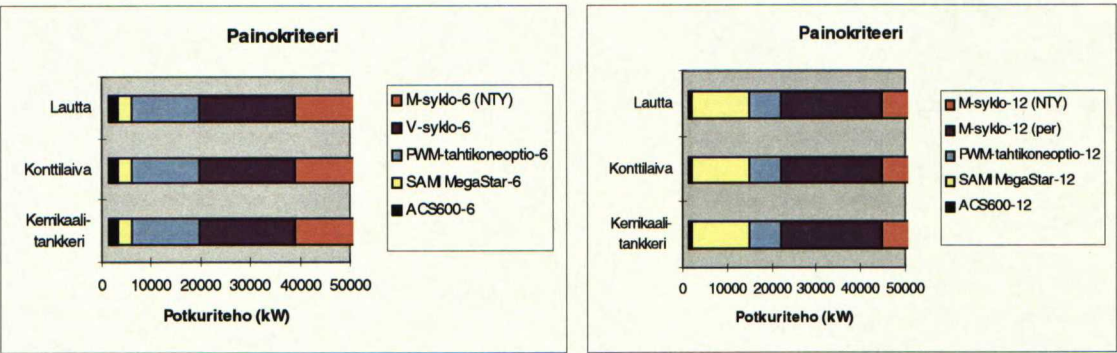 Painokriteeri
Lautta
Konttilaiva
Kemikaali-
tankkeri
0 10000 20000 30000 40000 50000
Potkuriteho (kW)
M-syklo-6 (NTY)
V-syklo-6
PWM-tahtikoneoptio-6
SAMI MegaStar-6
ACS600-6
Painokriteeri
Lautta
Konttilaiva
Kemikaali-
tankkeri
0 10000 20000 30000 40000 50000
Potkuriteho (kW)
M-syklo-12 (NTY)
M-syklo-12 (per)
PWM-tahtikoneoptio-12
SAMI MegaStar-12
ACS600-12